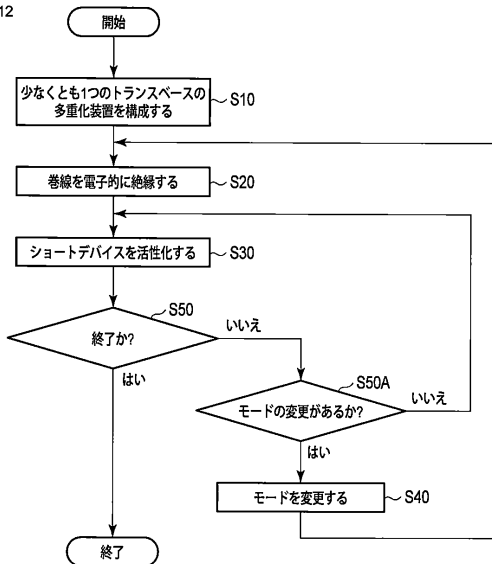 12
開始
少なくとも1つのトランスベースの
多重化装置を構成する
S10
巻線を電子的に絶縁する
S20
ショートデバイスを活性化する
S30
S50
終了か?
いいえ
はい
S50A
モードの変更があるか?
いいえ
はい
モードを変更する
S40
終了